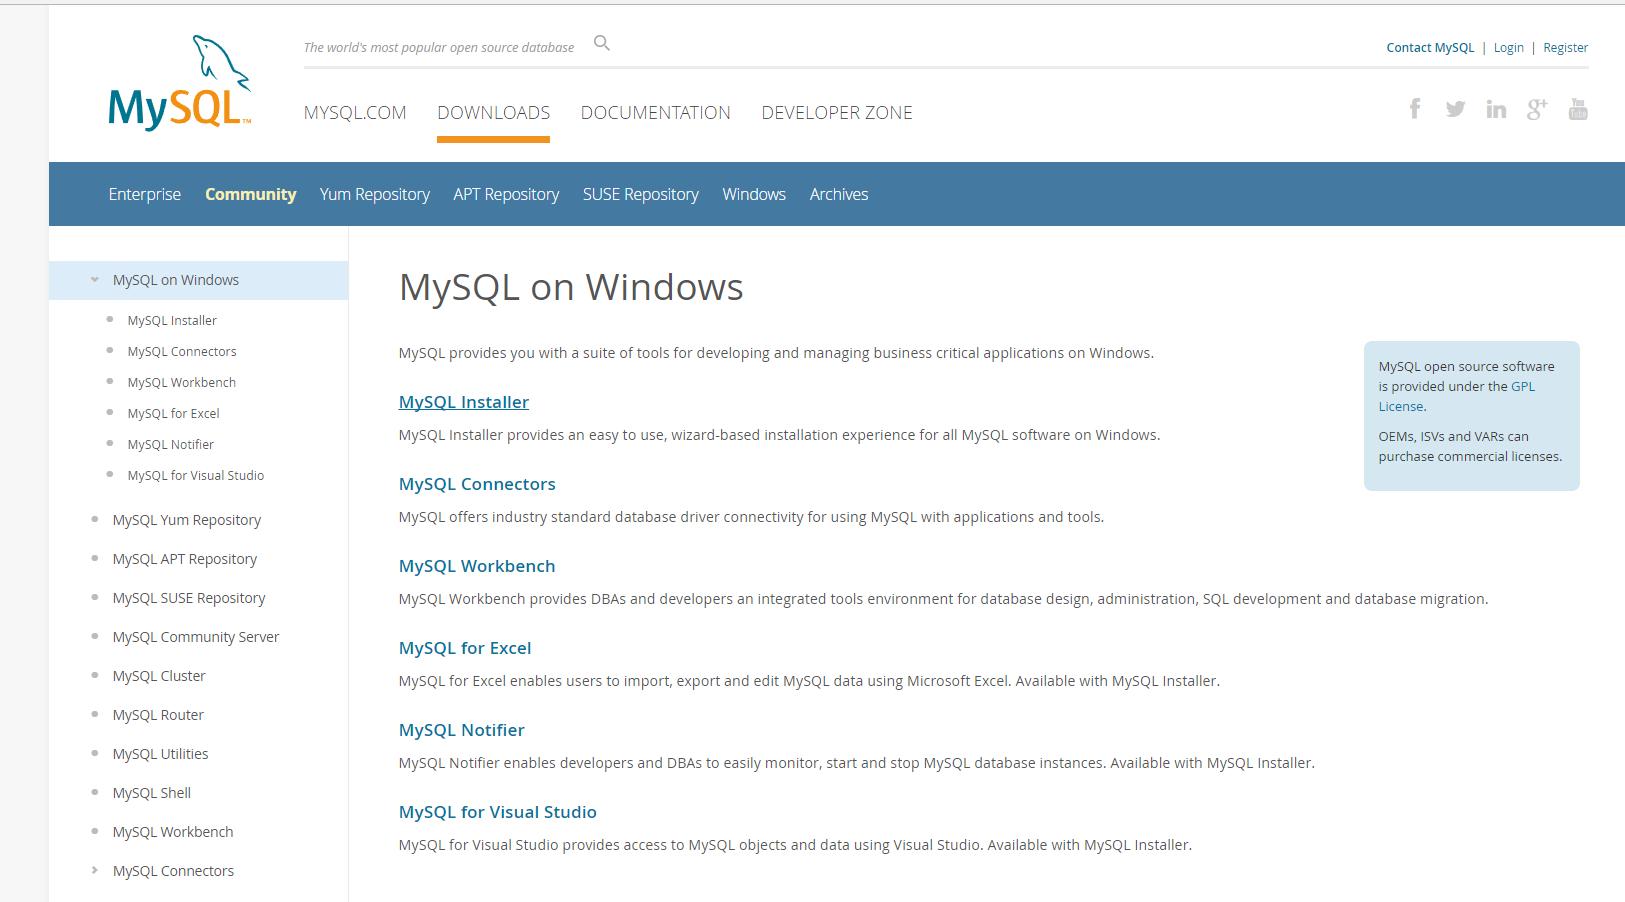 The world's most popular open source database
Contact MySQL | Login | Register
MySQL™
MYSQL.COM DOWNLOADS DOCUMENTATION DEVELOPER ZONE
Enterprise Community Yum Repository APT Repository SUSE Repository Windows Archives
MySQL on Windows
MySQL Installer
MySQL Connectors
MySQL Workbench
MySQL for Excel
MySQL Notifier
MySQL for Visual Studio
MySQL Yum Repository
MySQL APT Repository
MySQL SUSE Repository
MySQL Community Server
MySQL Cluster
MySQL Router
MySQL Utilities
MySQL Shell
MySQL Workbench
MySQL Connectors
MySQL on Windows
MySQL provides you with a suite of tools for developing and managing business critical applications on Windows.
MySQL Installer
MySQL Installer provides an easy to use, wizard-based installation experience for all MySQL software on Windows.
MySQL Connectors
MySQL offers industry standard database driver connectivity for using MySQL with applications and tools.
MySQL Workbench
MySQL Workbench provides DBAs and developers an integrated tools environment for database design, administration, SQL development and database migration.
MySQL for Excel
MySQL for Excel enables users to import, export and edit MySQL data using Microsoft Excel. Available with MySQL Installer.
MySQL Notifier
MySQL Notifier enables developers and DBAs to easily monitor, start and stop MySQL database instances. Available with MySQL Installer.
MySQL for Visual Studio
MySQL for Visual Studio provides access to MySQL objects and data using Visual Studio. Available with MySQL Installer.
MySQL open source software
is provided under the GPL
License.
OEMs, ISVs and VARs can
purchase commercial licenses.